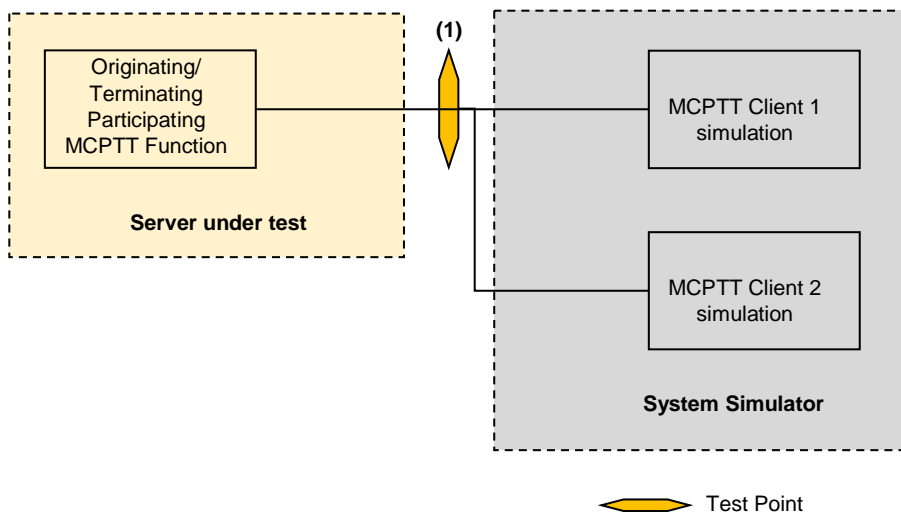 (1)
Originating/
Terminating
Participating
MCPTT Function
Server under test
MCPTT Client 1
simulation
MCPTT Client 2
simulation
System Simulator
Test Point